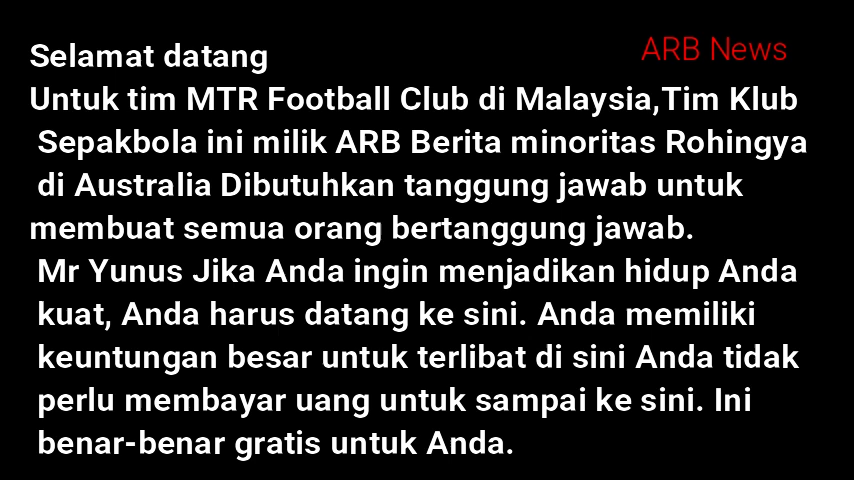 Selamat datang
ARB News
Untuk tim MTR Football Club di Malaysia,Tim Klub
Sepakbola ini milik ARB Berita minoritas Rohingya
di Australia Dibutuhkan tanggung jawab untuk
membuat semua orang bertanggung jawab.
Mr Yunus Jika Anda ingin menjadikan hidup Anda
kuat, Anda harus datang ke sini. Anda memiliki
keuntungan besar untuk terlibat di sini Anda tidak
perlu membayar uang untuk sampai ke sini. Ini
benar-benar gratis untuk Anda.